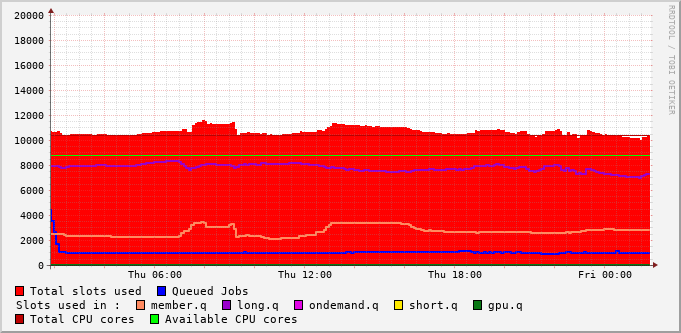 20000
18000
16000
14000
12000
10000
8000
6000
4000
2000
0
Thu 06:00 Thu 12:00 Thu 18:00 Fri 00:00
RRDTOOL / TOBI OETIKER
Total slots used Queued Jobs
Slots used in : member.q long.q ondemand.q short.q gpu.q
Total CPU cores Available CPU cores